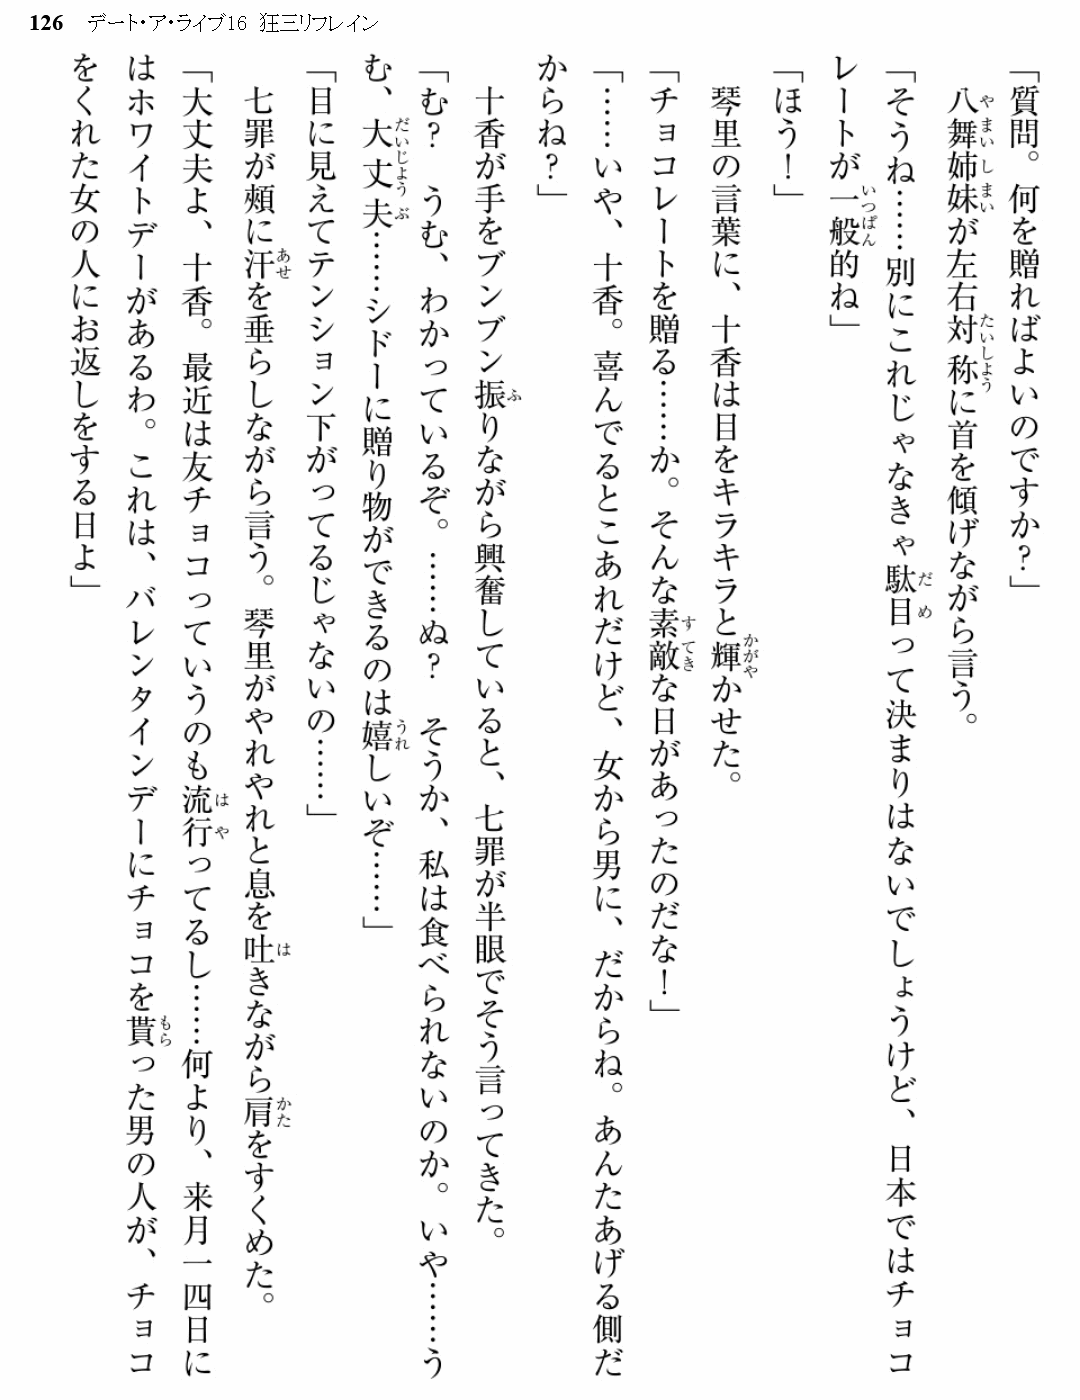 126 デート・ア・ライブ16 狂三リフレイン
「質問。何を贈ればよいのですか？」
八舞姉妹が左右対称に首を傾げながら言う。
「そうね……別にこれじゃなきゃ駄目って決まりはないでしょうけど、日本ではチョコ
レートが一般的ね」
「ほう！」
琴里の言葉に、十香は目をキラキラと輝かせた。
「チョコレートを贈る……か。そんな素敵な日があったのだな！」
「……いや、十香。喜んでるとこあれだけど、女から男に、だからね。あんたあげる側だ
からね？」
十香が手をブンブン振りながら興奮していると、七罪が半眼でそう言ってきた。
「む？　うむ、わかっているぞ。……ぬ？　そうか、私は食べられないのか。いや……う
む、大丈夫……シドーに贈り物ができるのは嬉しいぞ……」
「目に見えてテンション下がってるじゃないの……」
七罪が頰に汗を垂らしながら言う。琴里がやれやれと息を吐きながら肩をすくめた。
「大丈夫よ、十香。最近は友チョコっていうのも流行ってるし……何より、来月一四日に
はホワイトデーがあるわ。これは、バレンタインデーにチョコを貰った男の人が、チョコ
をくれた女の人にお返しをする日よ」